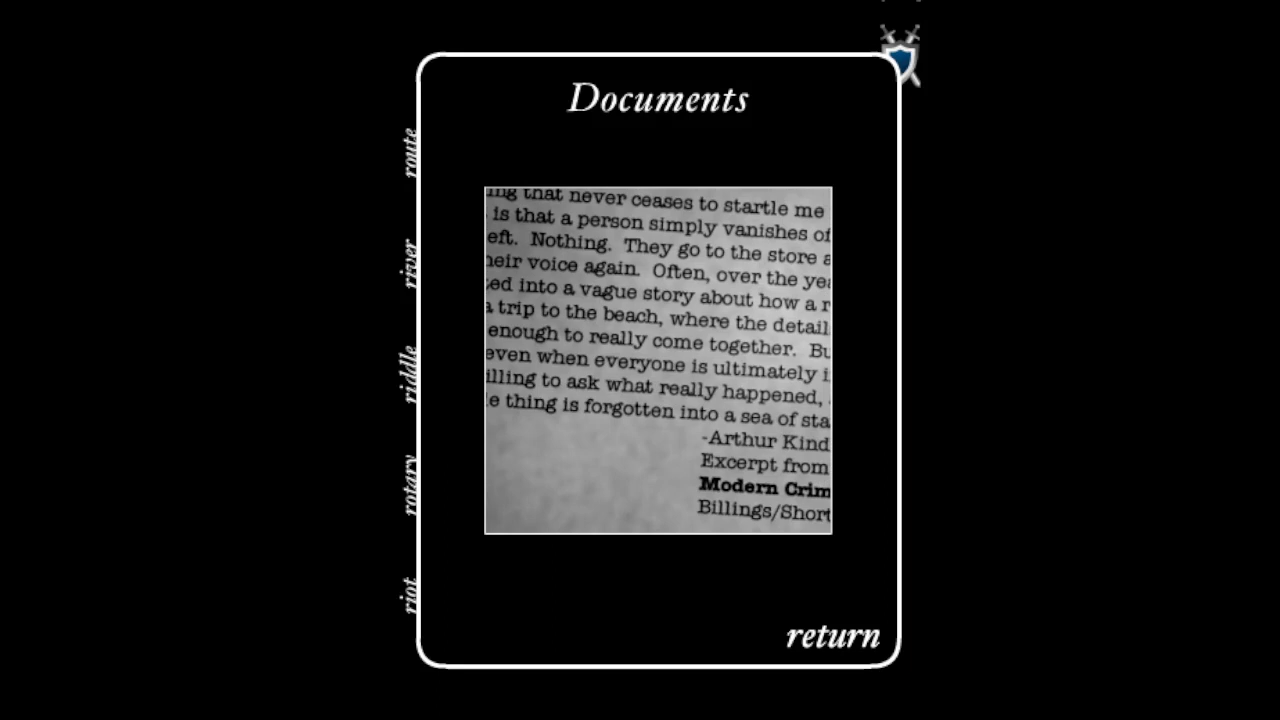 Documents
route
river
riddle
rotary
riot
ing that never ceases to startle me
is that a person simply vanishes of
eft. Nothing. They go to the store a
heir voice again. Often, over the yea
ted into a vague story about how a r
a trip to the beach, where the detail
enough to really come together. Bu
even when everyone is ultimately i
illing to ask what really happened,
e thing is forgotten into a sea of sta
-Arthur Kind
Excerpt from
Modern Crim
Billings/Short
return